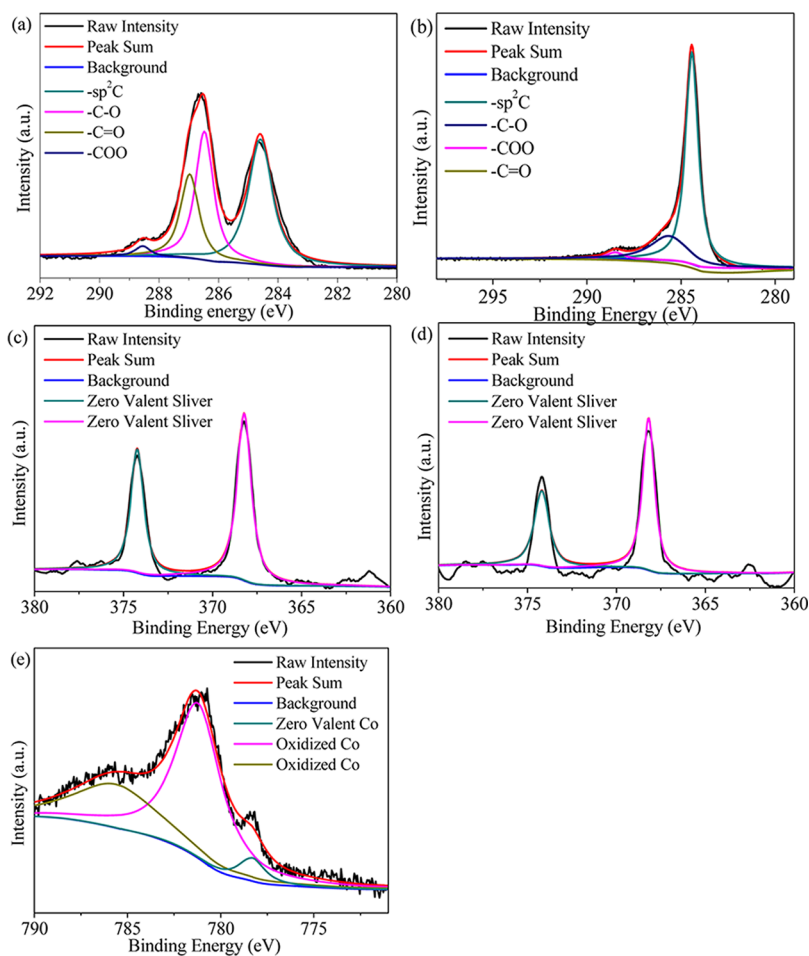 (a)
Raw Intensity
Peak Sum
Background
-sp²C
-C-O
-C=O
-COO
Intensity (a.u.)
292 290 288 286 284 282 280
Binding energy (eV)
(b)
Raw Intensity
Peak Sum
Background
-sp²C
-C-O
-COO
-C=O
Intensity (a.u.)
295 290 285 280
Binding Energy (eV)
(c)
Raw Intensity
Peak Sum
Background
Zero Valent Sliver
Zero Valent Sliver
Intensity (a.u.)
380 375 370 365 360
Binding Energy (eV)
(d)
Raw Intensity
Peak Sum
Background
Zero Valent Sliver
Zero Valent Sliver
Intensity (a.u.)
380 375 370 365 360
Binding Energy (eV)
(e)
Raw Intensity
Peak Sum
Background
Zero Valent Co
Oxidized Co
Oxidized Co
Intensity (a.u.)
790 785 780 775
Binding Energy (eV)